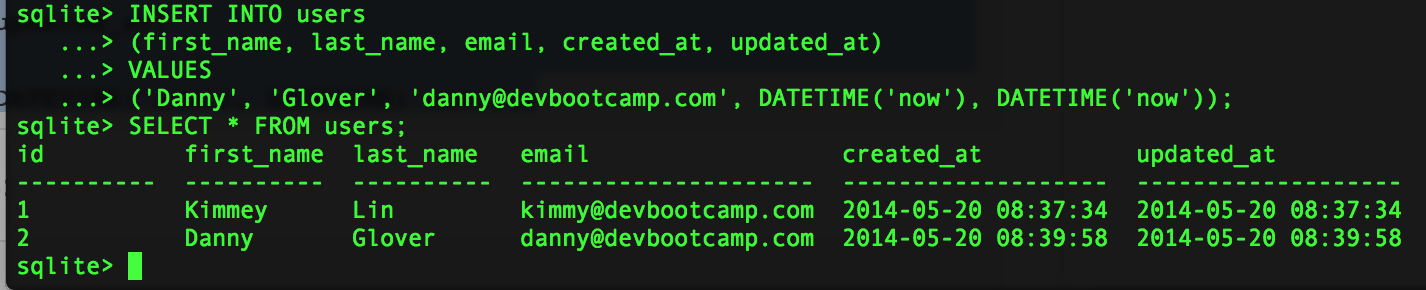 sqlite> INSERT INTO users
   ...> (first_name, last_name, email, created_at, updated_at)
   ...> VALUES
   ...> ('Danny', 'Glover', 'danny@devbootcamp.com', DATETIME('now'), DATETIME('now'));
sqlite> SELECT * FROM users;
id          first_name  last_name   email                  created_at           updated_at
----------  ----------  ----------  ---------------------  -------------------  -------------------
1           Kimmey      Lin         kimmy@devbootcamp.com  2014-05-20 08:37:34  2014-05-20 08:37:34
2           Danny       Glover      danny@devbootcamp.com  2014-05-20 08:39:58  2014-05-20 08:39:58
sqlite>